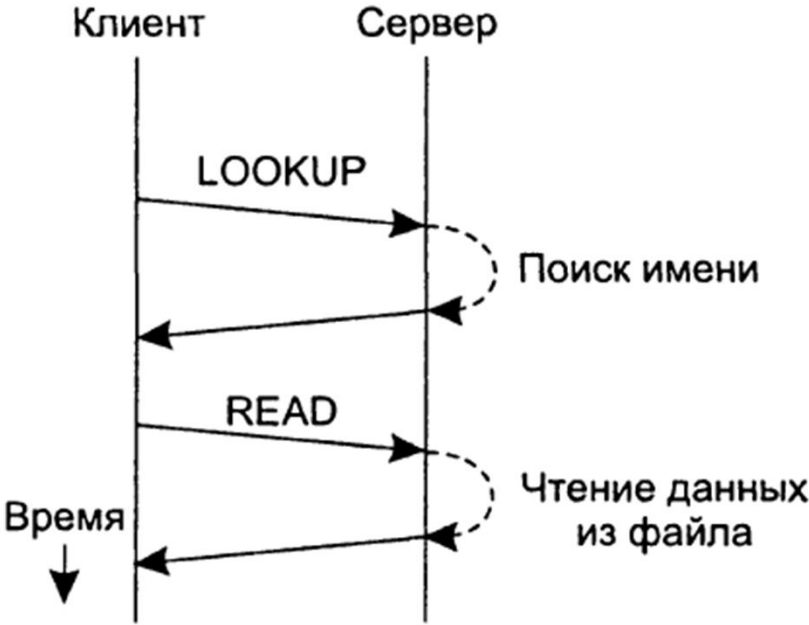 Клиент
Сервер
LOOKUP
Поиск имени
READ
Чтение данных
из файла
Время